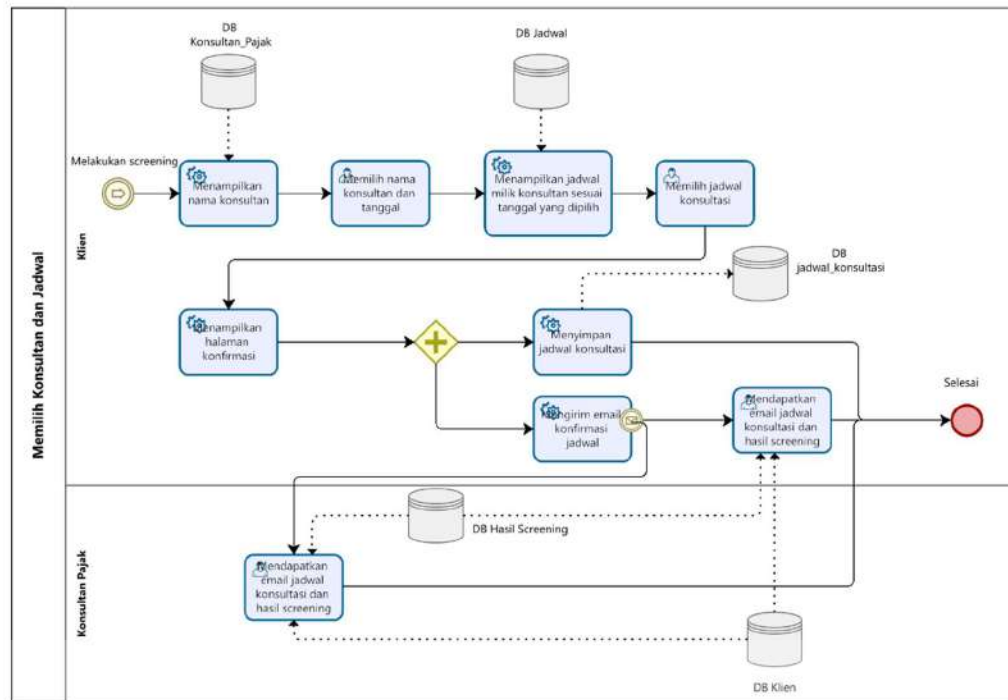 Memilih Konsultan dan Jadwal
Klien
DB
Konsultan_Pajak
DB Jadwal
Melakukan screening
Menampilkan
nama konsultan
Memilih nama
konsultan dan
tanggal
Menampilkan jadwal
milik konsultan sesuai
tanggal yang dipilih
Memilih jadwal
konsultasi
DB
jadwal_konsultasi
Menampilkan
halaman
konfirmasi
Menyimpan
jadwal konsultasi
Mengirim email
konfirmasi
jadwal
Mendapatkan
email jadwal
konsultasi dan
hasil screening
Selesai
Konsultan Pajak
DB Hasil Screening
Mendapatkan
email jadwal
konsultasi dan
hasil screening
DB Klien